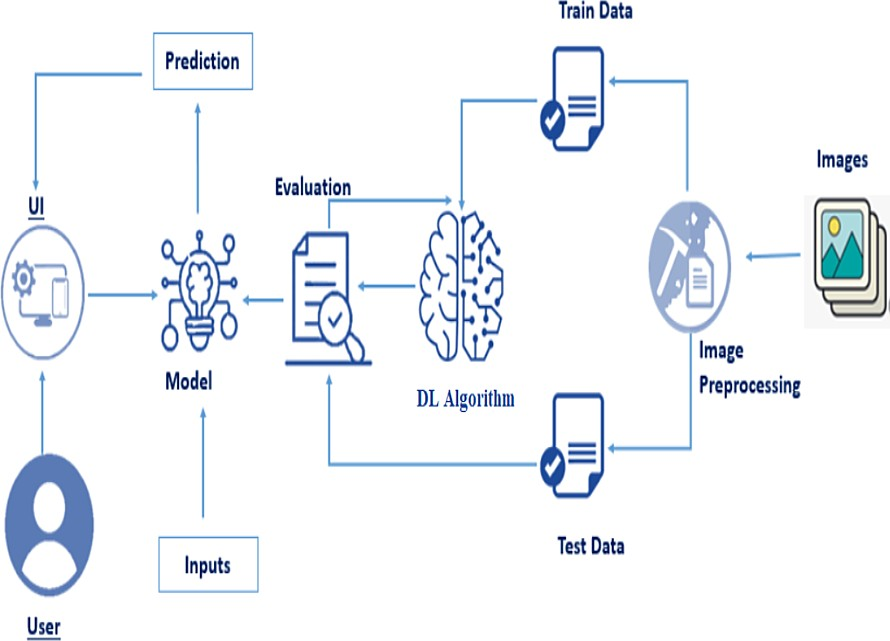 Train Data
Prediction
Images
Evaluation
UI
Image
Preprocessing
Model
DL Algorithm
Test Data
Inputs
User